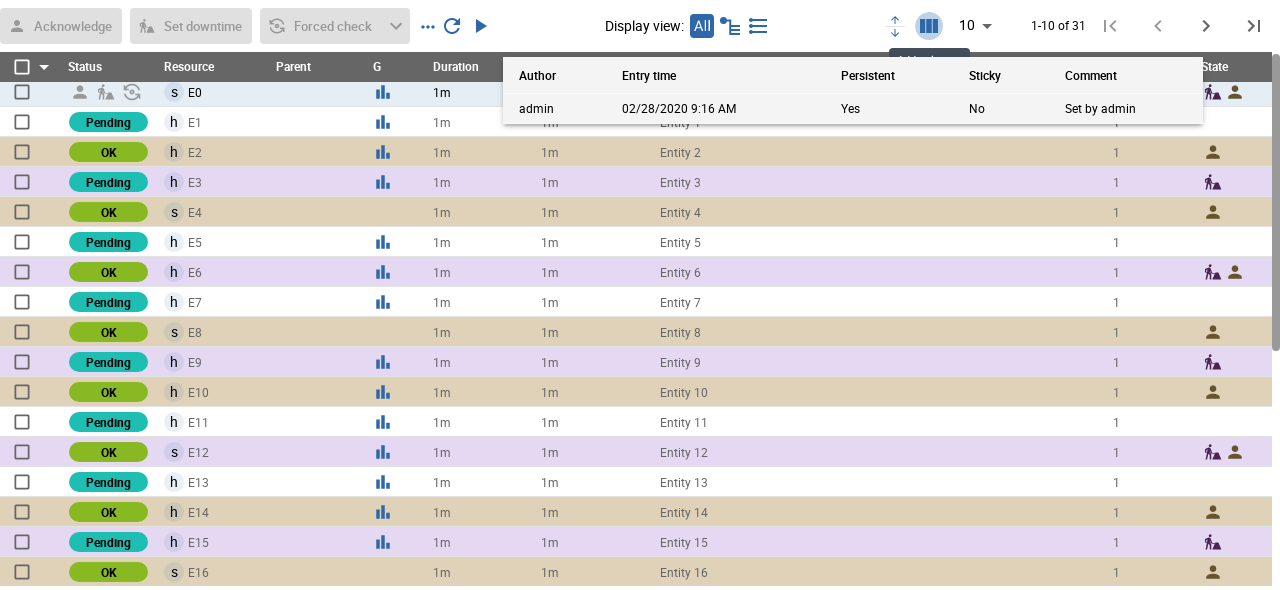 Acknowledge Set downtime Forced check Display view: All 10 1-10 of 31
Status Resource Parent G Duration State
Author Entry time Persistent Sticky Comment
admin 02/28/2020 9:16 AM Yes No Set by admin
s E0 1m
Pending h E1 1m 1m Entity 1 1
OK h E2 1m 1m Entity 2 1
Pending h E3 1m 1m Entity 3 1
OK s E4 1m 1m Entity 4 1
Pending h E5 1m 1m Entity 5 1
OK h E6 1m 1m Entity 6 1
Pending h E7 1m 1m Entity 7 1
OK s E8 1m 1m Entity 8 1
Pending h E9 1m 1m Entity 9 1
OK h E10 1m 1m Entity 10 1
Pending h E11 1m 1m Entity 11 1
OK s E12 1m 1m Entity 12 1
Pending h E13 1m 1m Entity 13 1
OK h E14 1m 1m Entity 14 1
Pending h E15 1m 1m Entity 15 1
OK s E16 1m 1m Entity 16 1